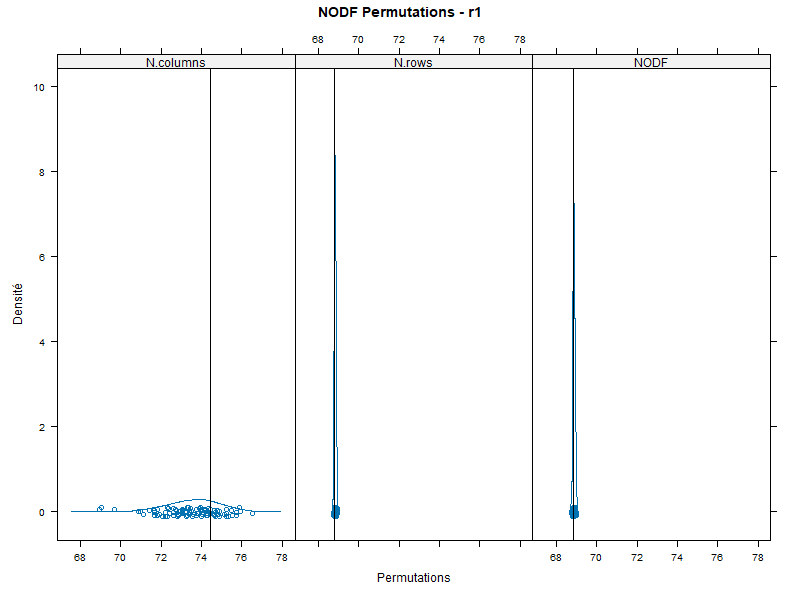 NODF Permutations - r1
68 70 72 74 76 78
N.columns N.rows NODF
10
8
6
4
2
0
Densité
68 70 72 74 76 78 68 70 72 74 76 78
Permutations